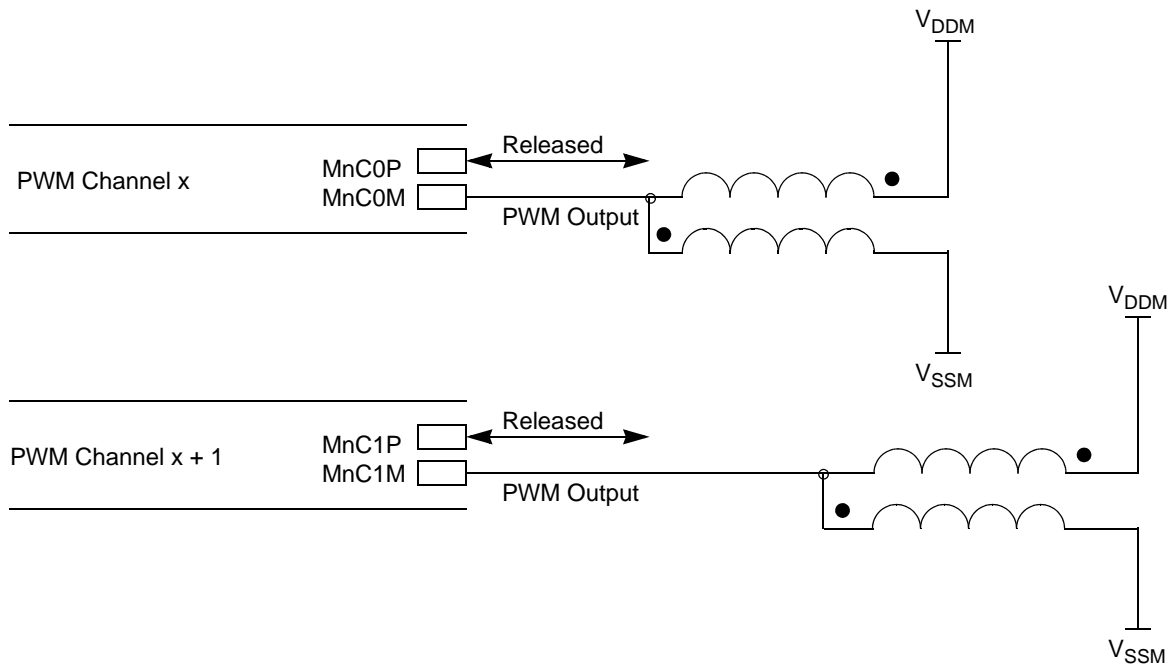 V_DDM
Released
MnC0P
PWM Channel x
MnC0M
PWM Output
V_DDM
V_SSM
Released
MnC1P
PWM Channel x + 1
MnC1M
PWM Output
V_SSM